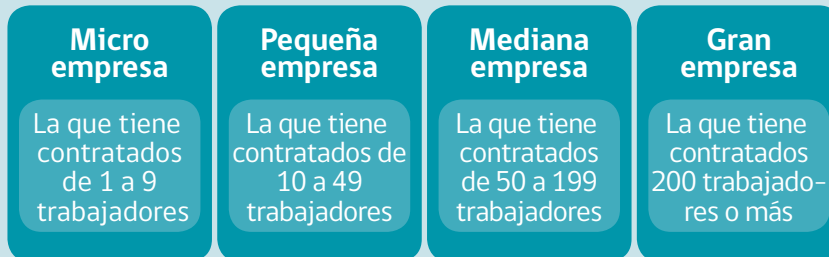 Micro
empresa
La que tiene
contratados
de 1 a 9
trabajadores
Pequeña
empresa
La que tiene
contratados de
10 a 49
trabajadores
Mediana
empresa
La que tiene
contratados
de 50 a 199
trabajadores
Gran
empresa
La que tiene
contratados
200 trabajado-
res o más